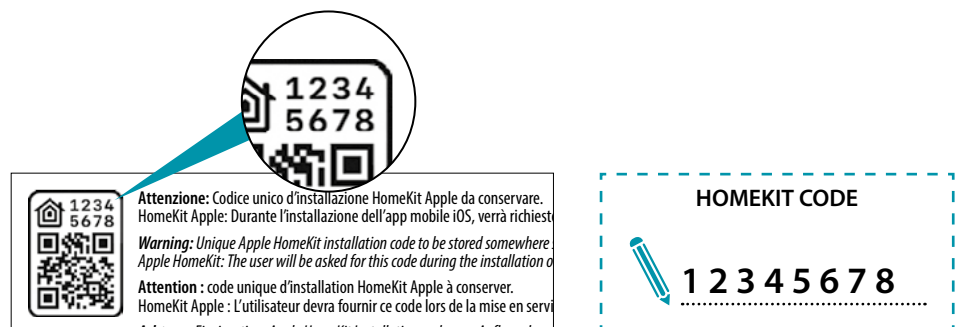 1234
5678
1234
5678
Attenzione: Codice unico d'installazione HomeKit Apple da conservare.
HomeKit Apple: Durante l'installazione dell'app mobile iOS, verrà richiest
Warning: Unique Apple HomeKit installation code to be stored somewhere
Apple HomeKit: The user will be asked for this code during the installation o
Attention : code unique d'installation HomeKit Apple à conserver.
HomeKit Apple : L'utilisateur devra fournir ce code lors de la mise en servi
HOMEKIT CODE
1 2 3 4 5 6 7 8